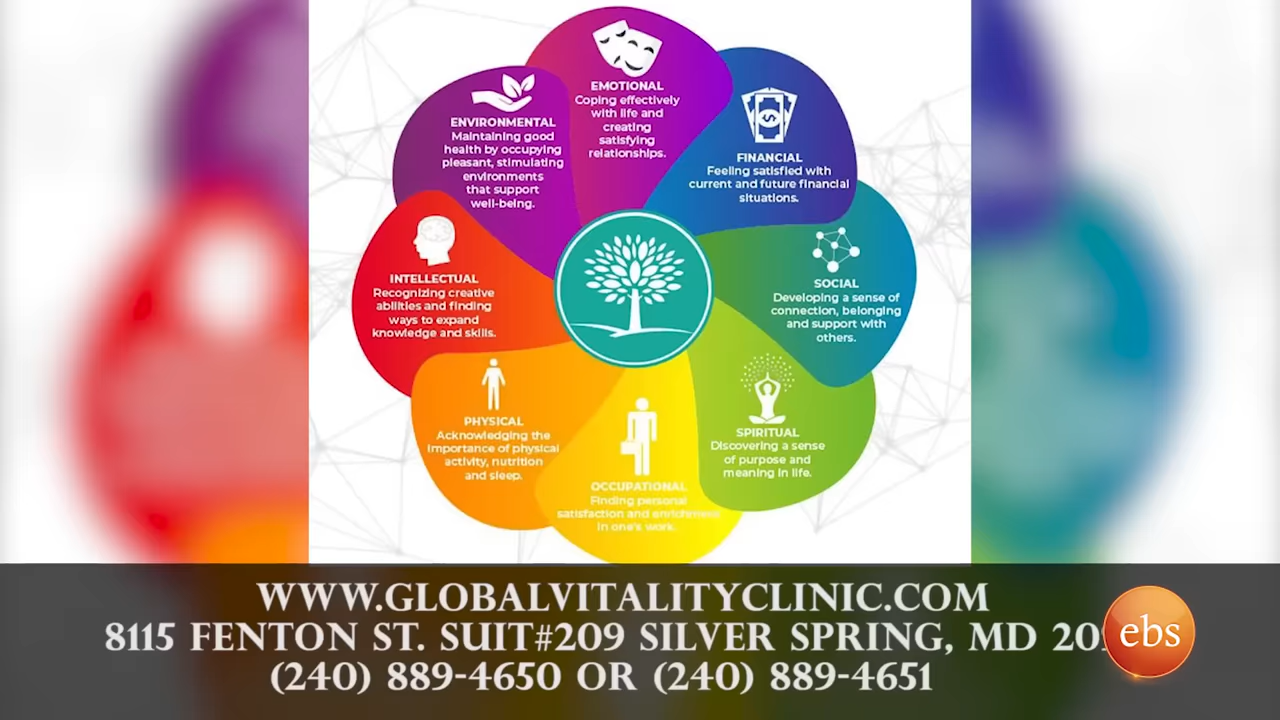 EMOTIONAL
Coping effectively
with life and
creating
satisfying
relationships.
FINANCIAL
Feeling satisfied with
current and future financial
situations.
SOCIAL
Developing a sense of
connection, belonging
and support with
others.
SPIRITUAL
Discovering a sense
of purpose and
meaning in life.
OCCUPATIONAL
Finding personal
satisfaction and enrichment
in one's work.
PHYSICAL
Acknowledging the
importance of physical
activity, nutrition
and sleep.
INTELLECTUAL
Recognizing creative
abilities and finding
ways to expand
knowledge and skills.
ENVIRONMENTAL
Maintaining good
health by occupying
pleasant, stimulating
environments
that support
well-being.
WWW.GLOBALVITALITYCLINIC.COM
8115 FENTON ST. SUIT#209 SILVER SPRING, MD
(240) 889-4650 OR (240) 889-4651
ebs